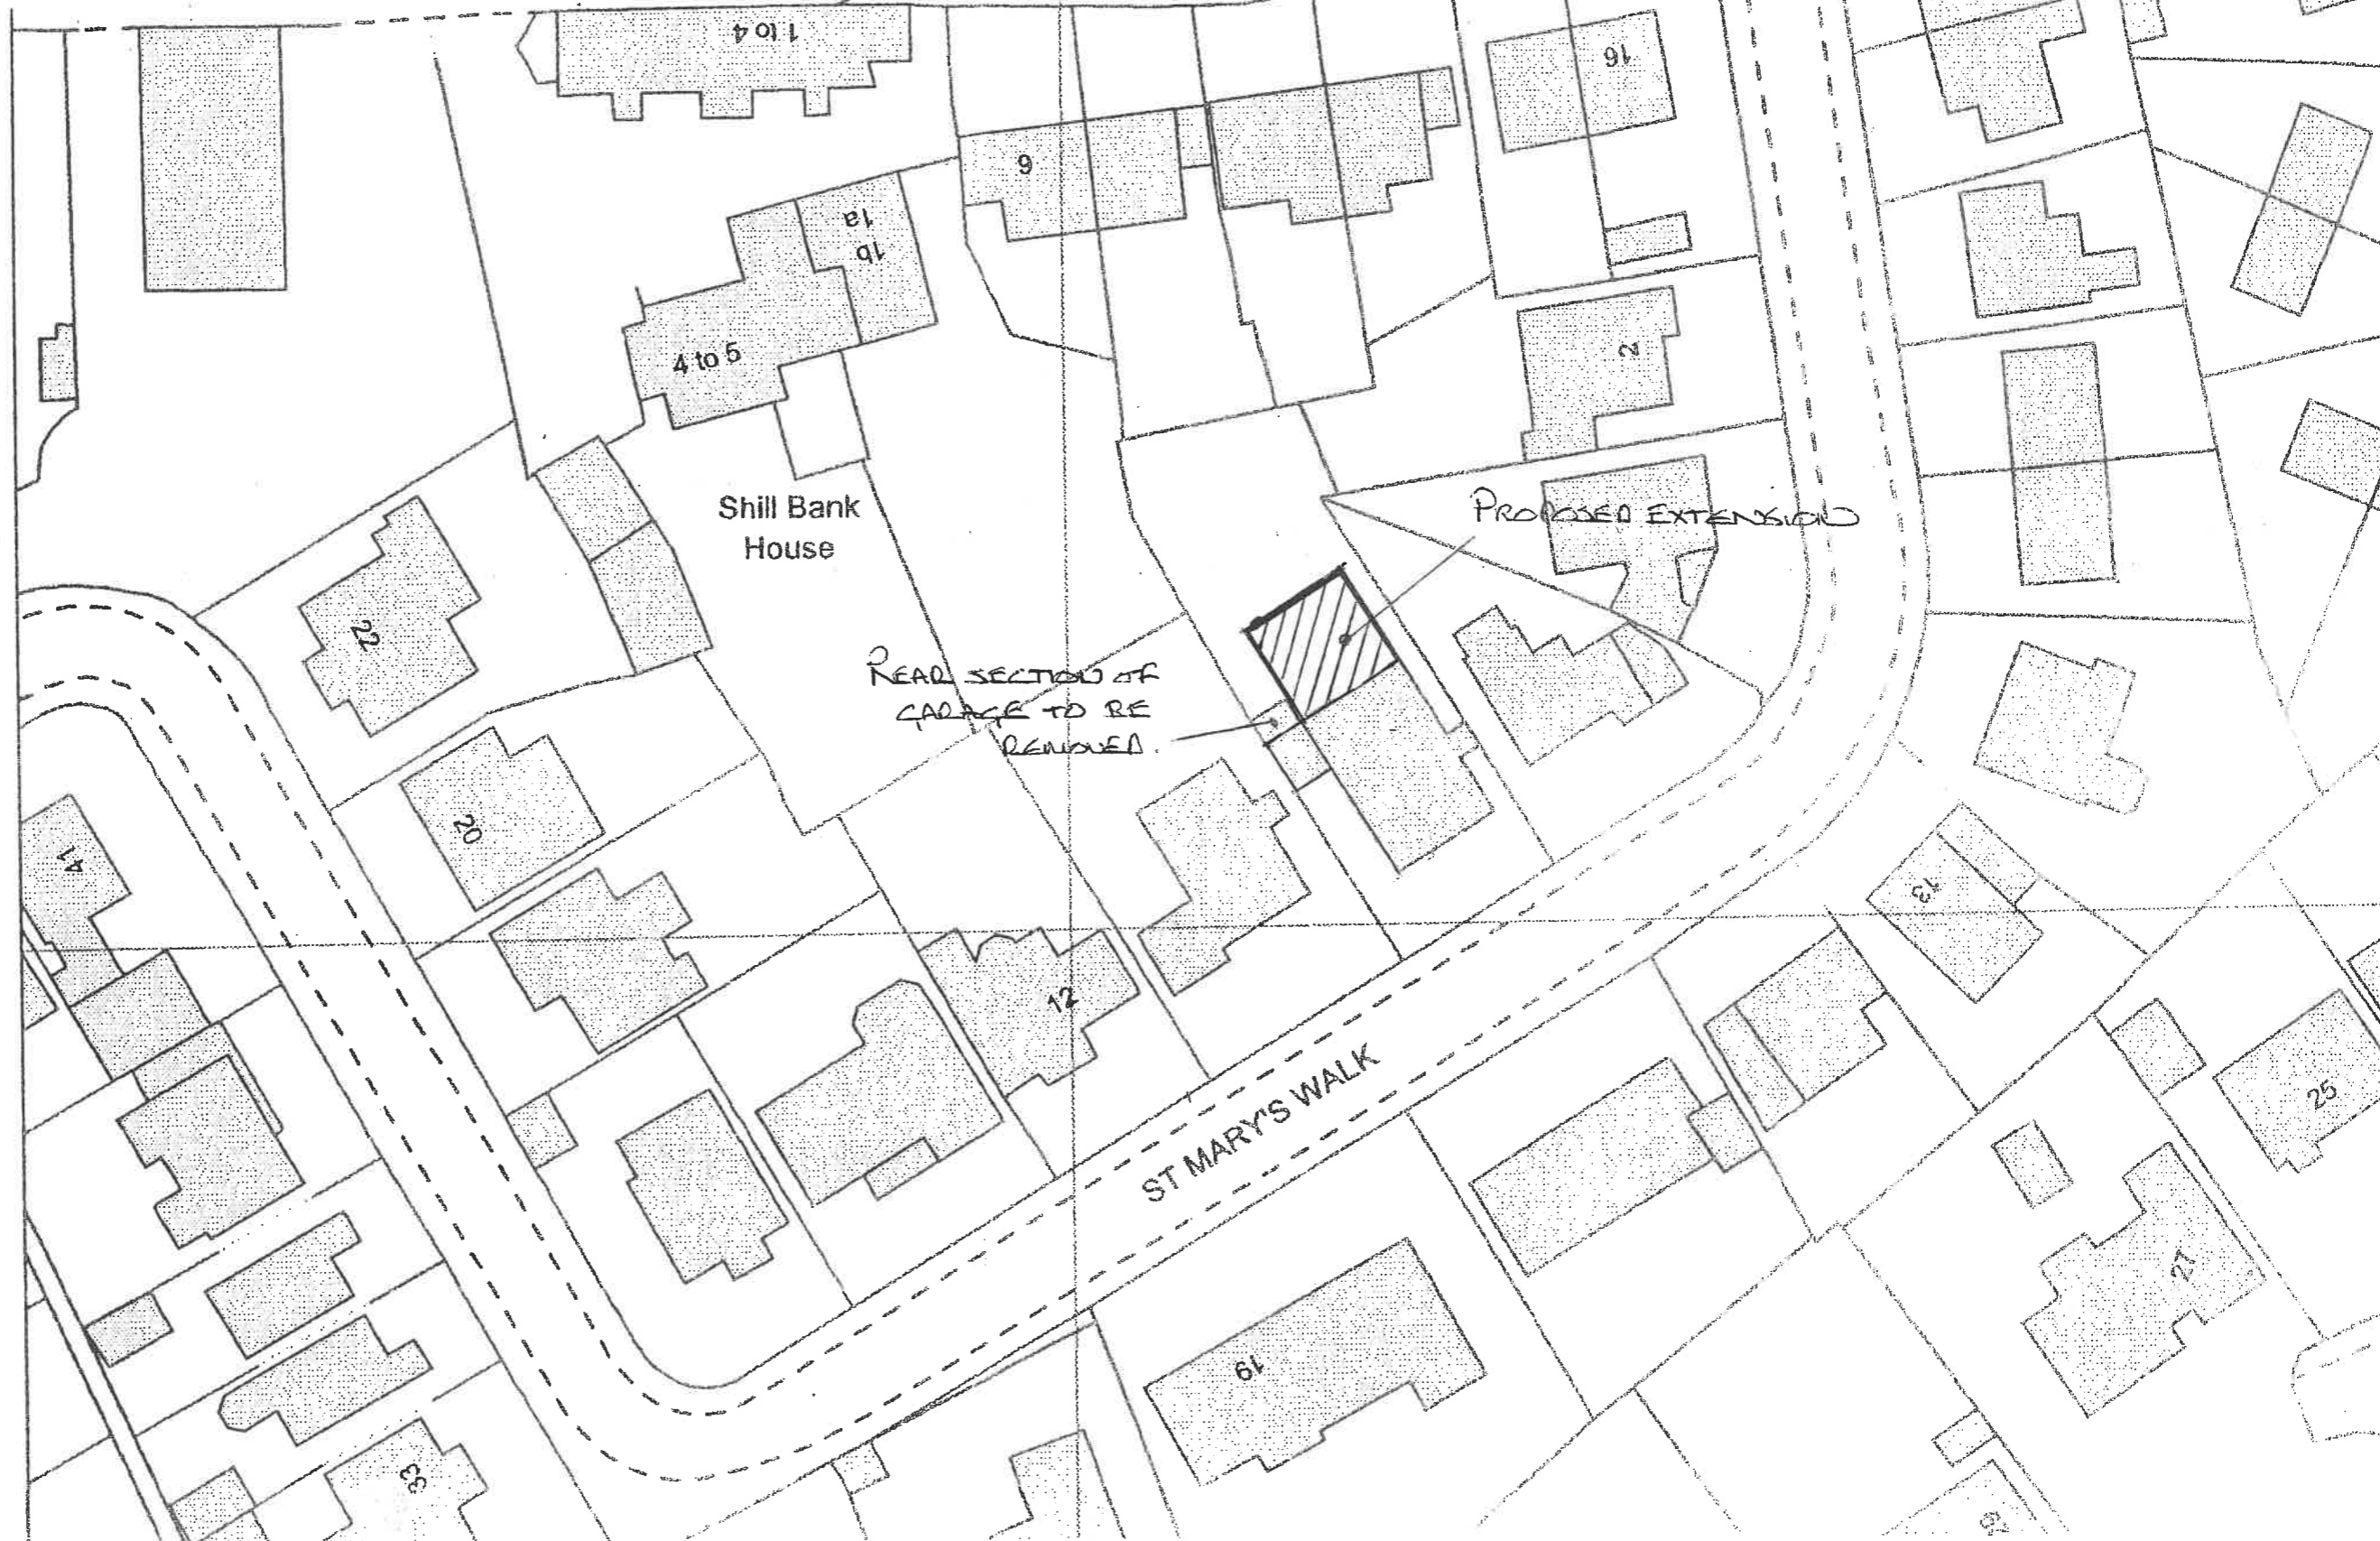 1 to 4
16
6
1a
1b
2
4 to 5
Shill Bank
House
PROPOSED EXTENSION
22
REAR SECTION OF
GARAGE TO BE
REMOVED.
20
41
13
12
ST MARY'S WALK
25
27
19
33